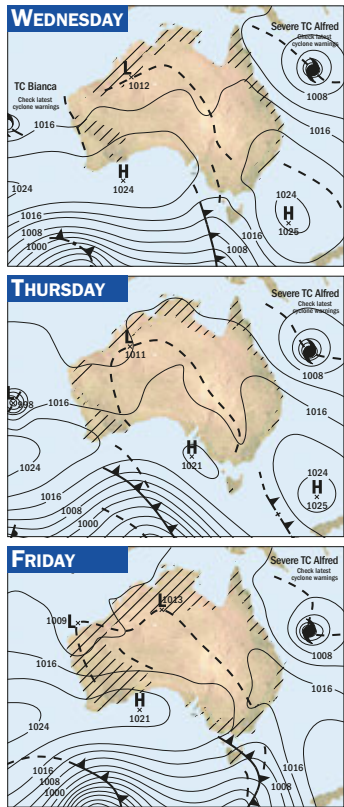 WEDNESDAY
Severe TC Alfred
Check latest
cyclone warnings
L
1012
1008
TC Bianca
Check latest
cyclone warnings
1016
1016
H
1024
1024
1024
H
1025
1016
1008
1000
1016
1008
THURSDAY
Severe TC Alfred
Check latest
cyclone warnings
L
1011
1008
L
998
1016
1016
H
1021
1024
1024
H
1025
1016
1008
1000
FRIDAY
Severe TC Alfred
Check latest
cyclone warnings
L
1013
1009
L
1008
1016
1016
H
1021
1024
1016
1008
1000
1016
1008